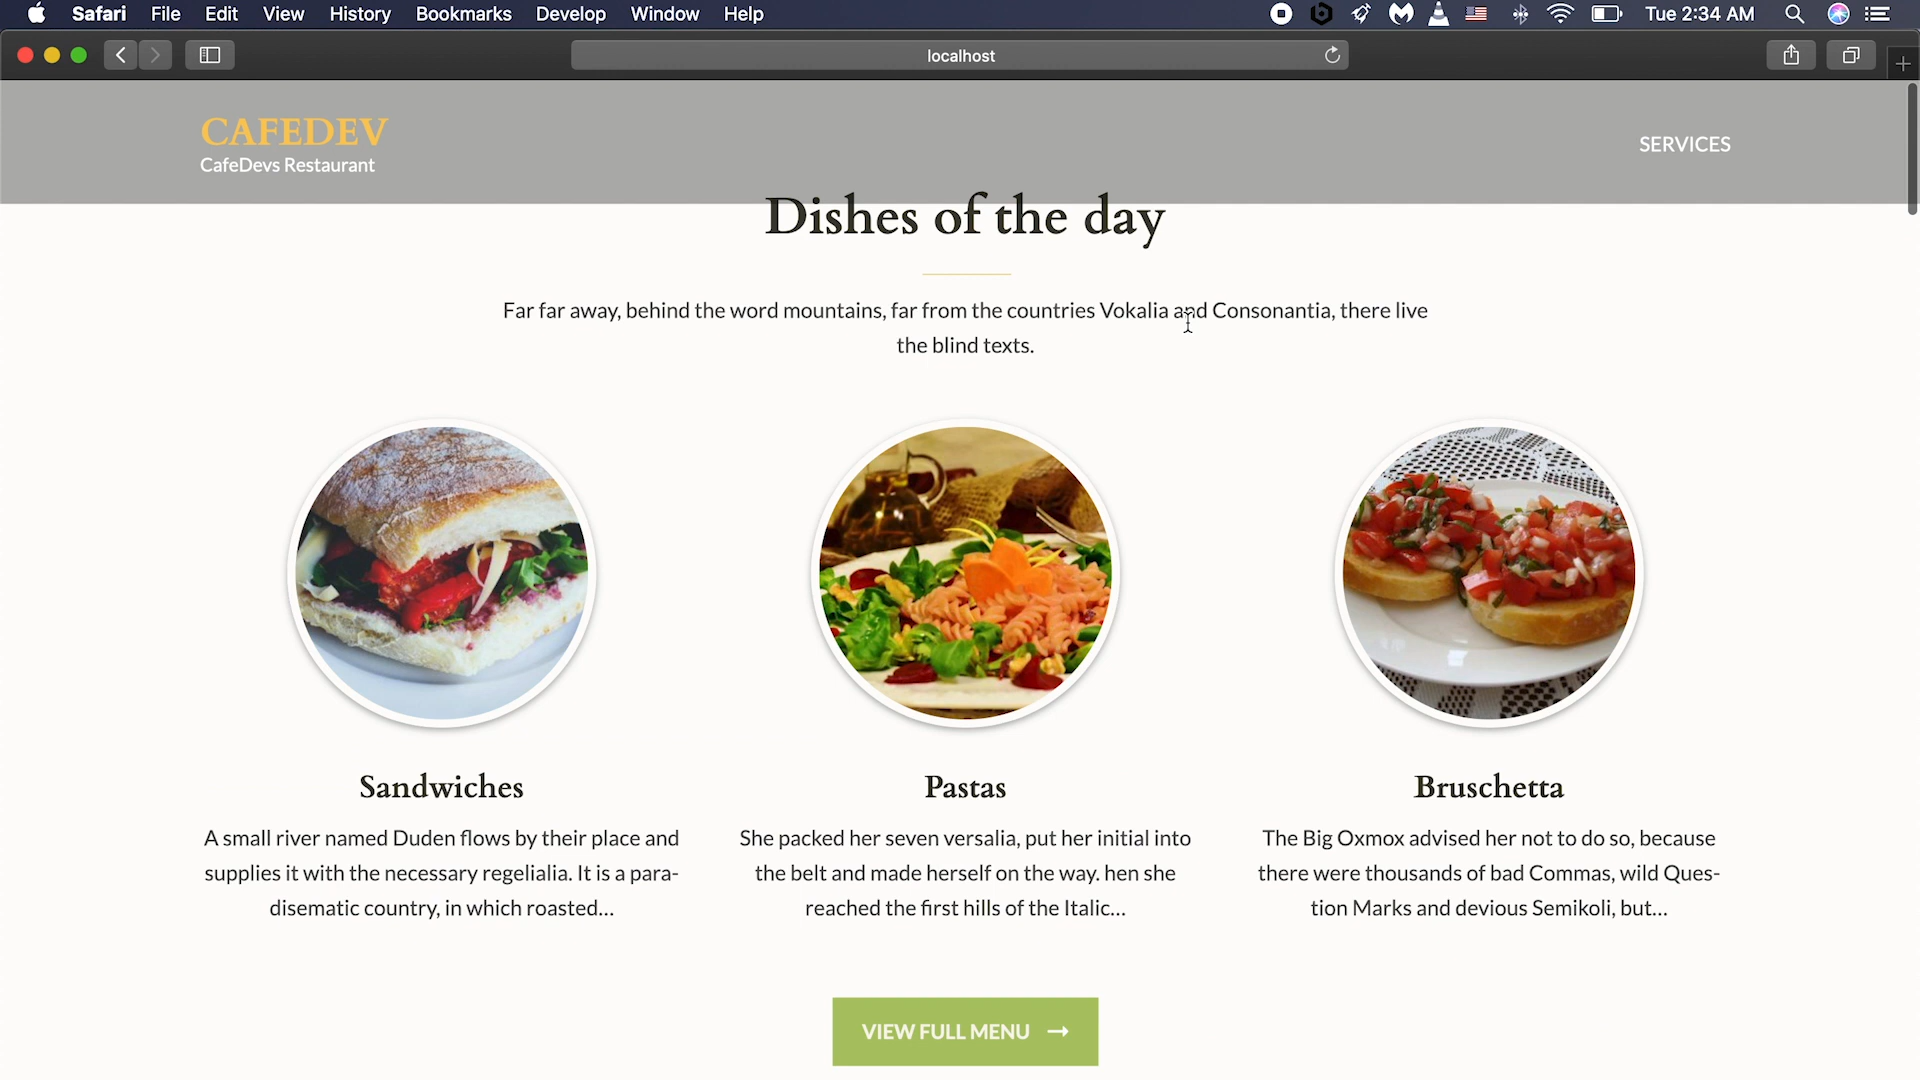 Safari File Edit View History Bookmarks Develop Window Help Tue 2:34 AM
localhost
CAFEDEV
CafeDevs Restaurant
SERVICES
Dishes of the day
Far far away, behind the word mountains, far from the countries Vokalia and Consonantia, there live
the blind texts.
Sandwiches
A small river named Duden flows by their place and
supplies it with the necessary regelialia. It is a para-
disematic country, in which roasted...
Pastas
She packed her seven versalia, put her initial into
the belt and made herself on the way. hen she
reached the first hills of the Italic...
Bruschetta
The Big Oxmox advised her not to do so, because
there were thousands of bad Commas, wild Ques-
tion Marks and devious Semikoli, but...
VIEW FULL MENU →